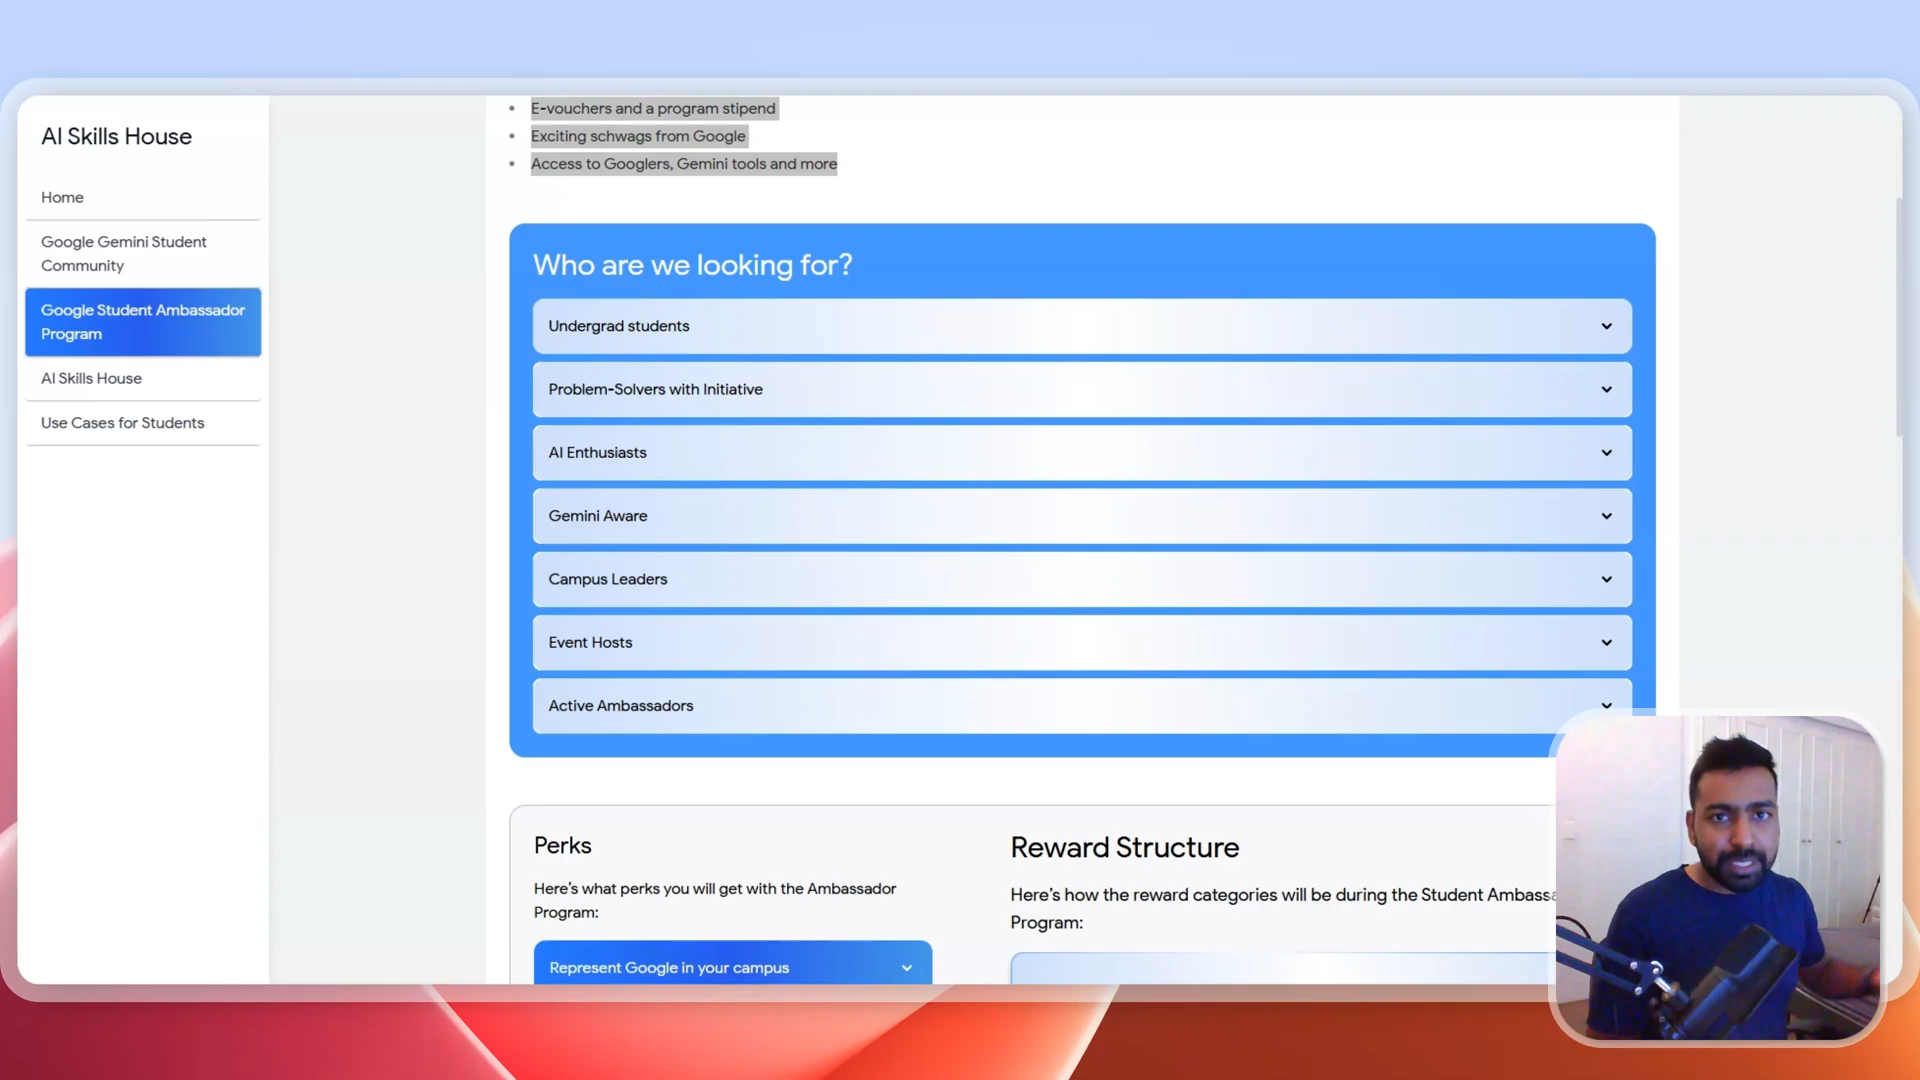 AI Skills House
Home
Google Gemini Student
Community
Google Student Ambassador
Program
AI Skills House
Use Cases for Students
E-vouchers and a program stipend
Exciting schwags from Google
Access to Googlers, Gemini tools and more
Who are we looking for?
Undergrad students
Problem-Solvers with Initiative
AI Enthusiasts
Gemini Aware
Campus Leaders
Event Hosts
Active Ambassadors
Perks
Here's what perks you will get with the Ambassador
Program:
Represent Google in your campus
Reward Structure
Here's how the reward categories will be during the Student Ambassa
Program: